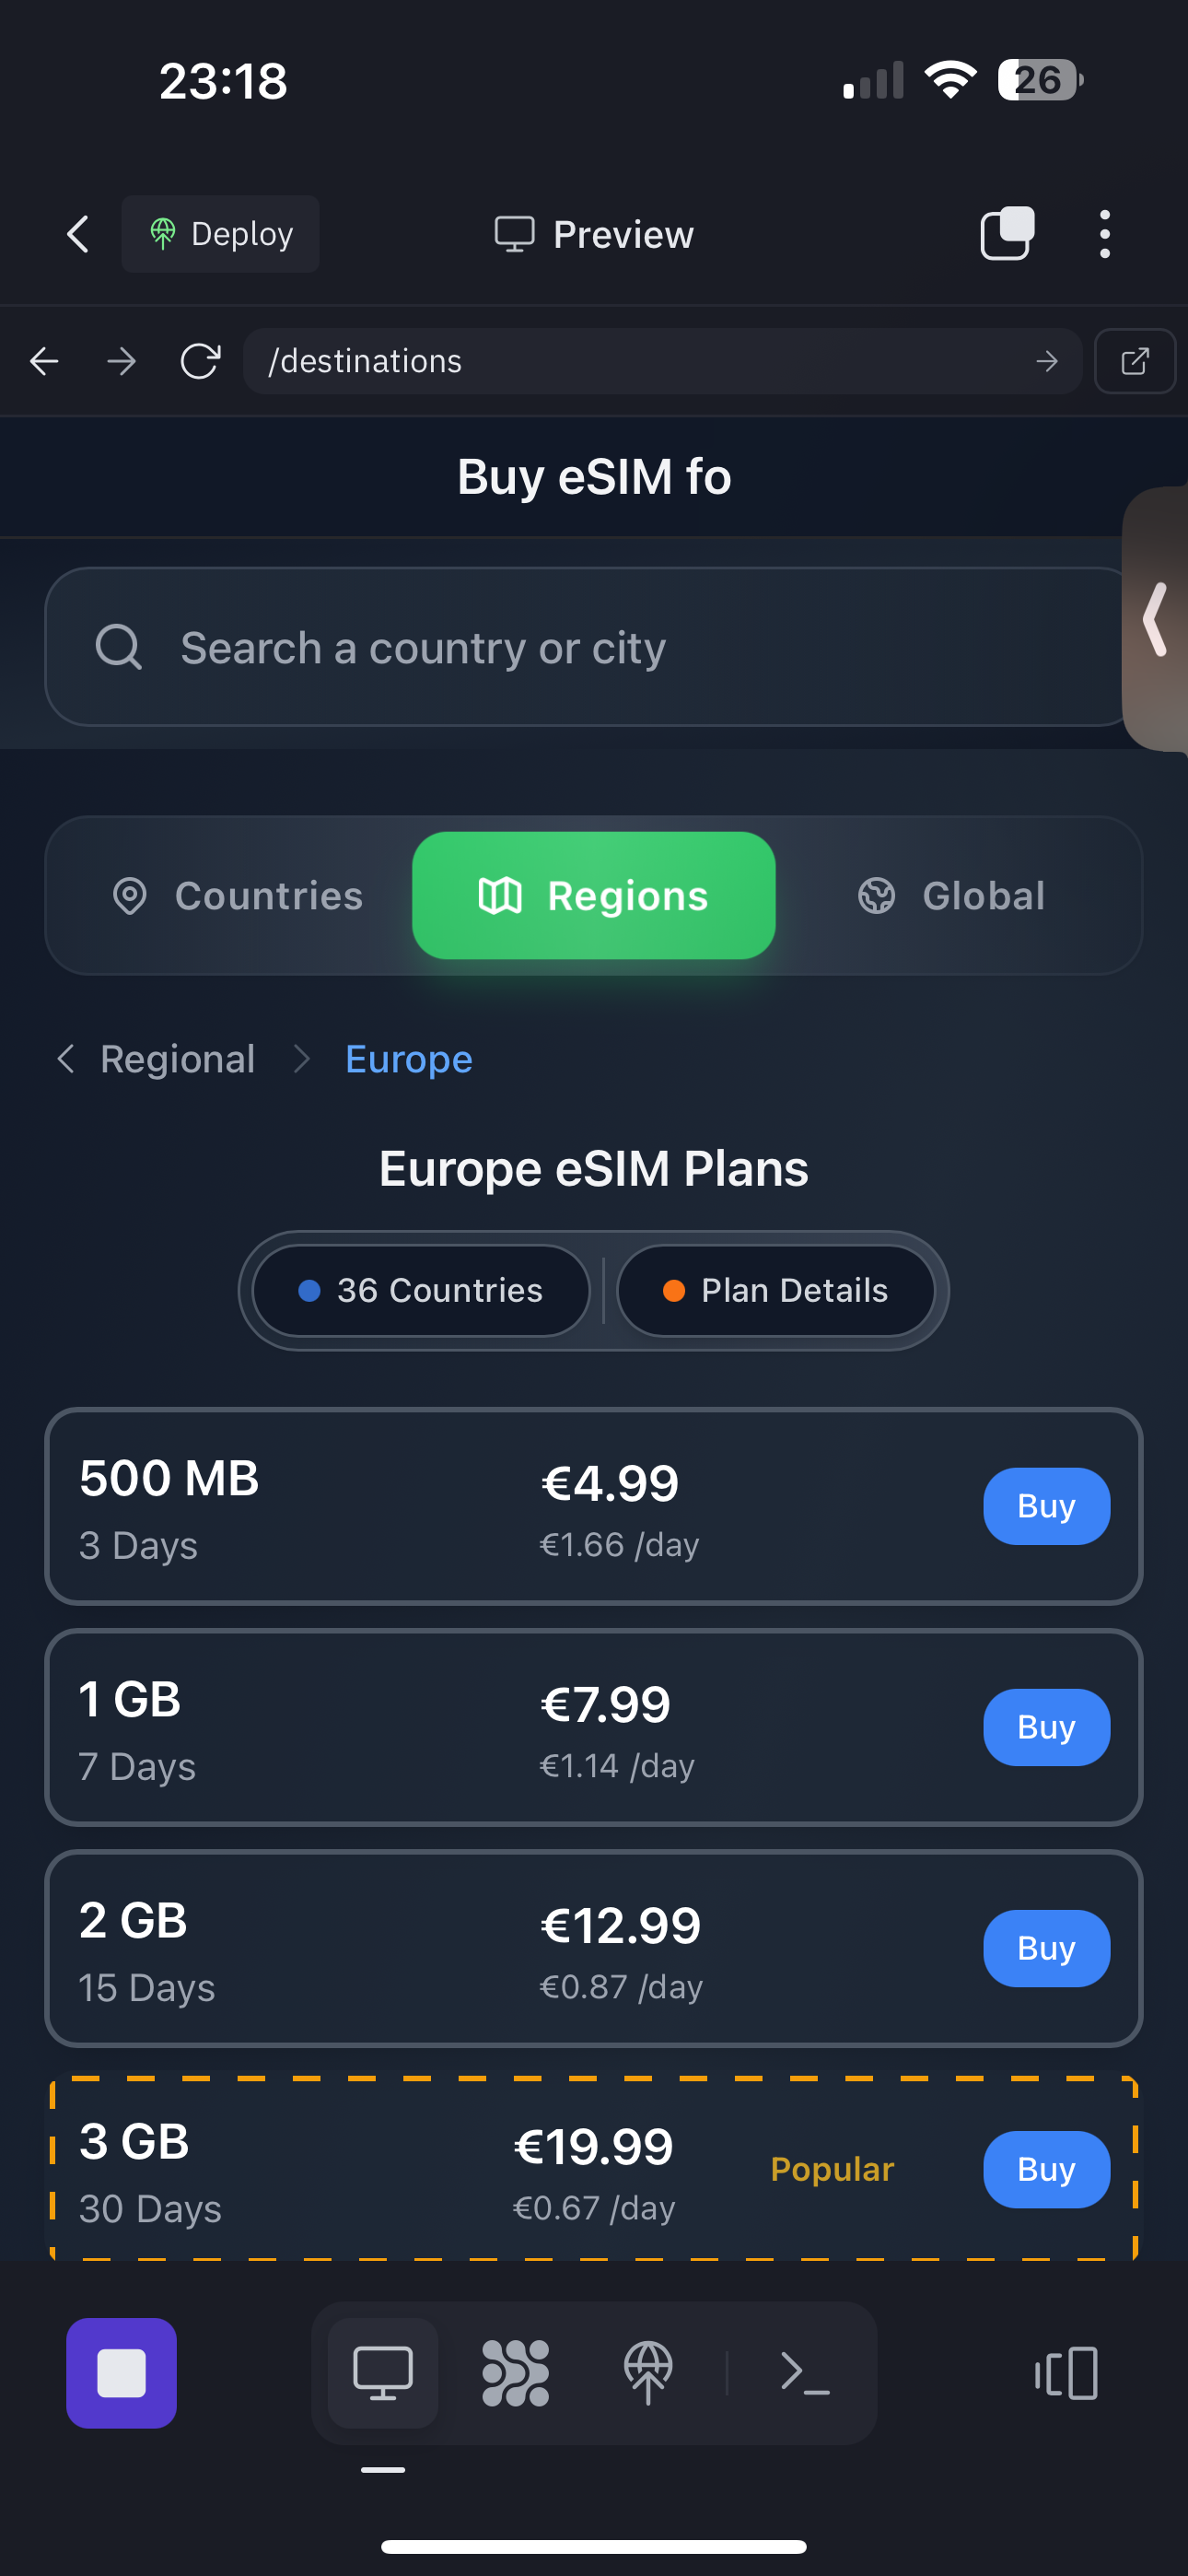 23:18
26
Deploy
Preview
/destinations
Buy eSIM fo
Search a country or city
Countries
Regions
Global
Regional
Europe
Europe eSIM Plans
36 Countries
Plan Details
500 MB
€4.99
Buy
3 Days
€1.66 /day
1 GB
€7.99
Buy
7 Days
€1.14 /day
2 GB
€12.99
Buy
15 Days
€0.87 /day
3 GB
€19.99
Popular
Buy
30 Days
€0.67 /day